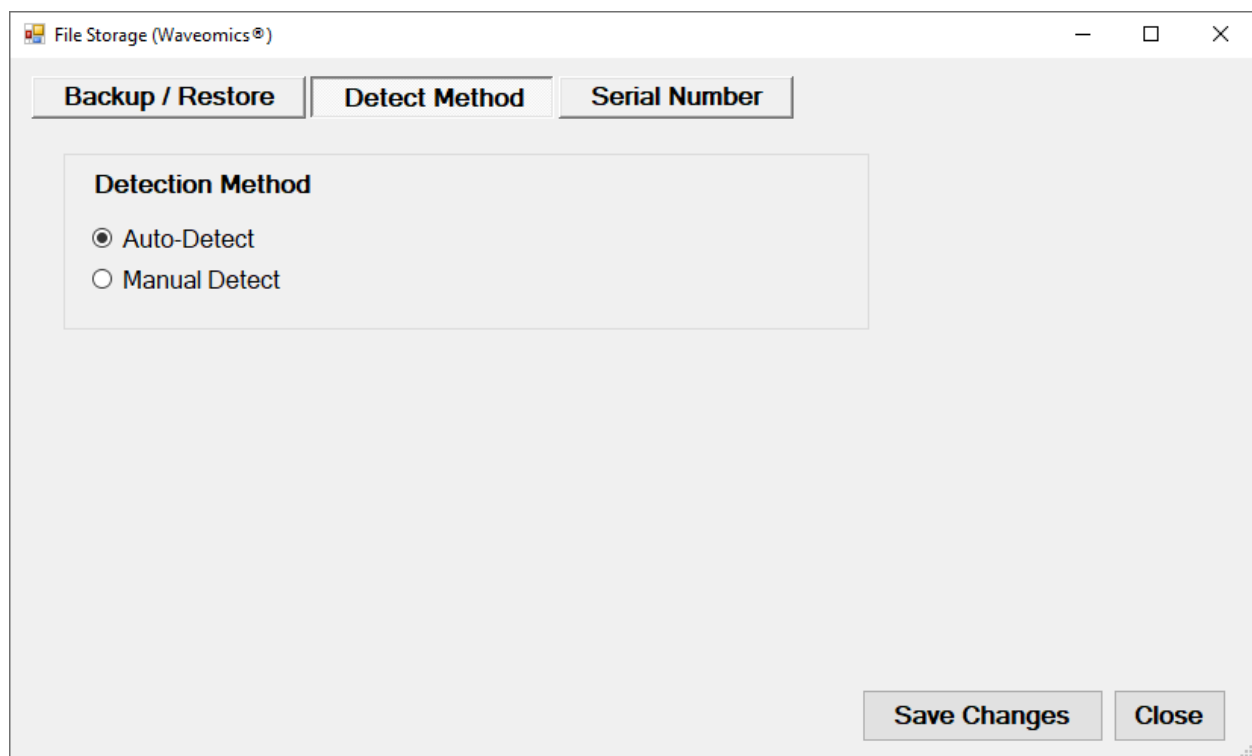 File Storage (Waveomics®)
Backup / Restore Detect Method Serial Number
Detection Method
Auto-Detect
Manual Detect
Save Changes Close